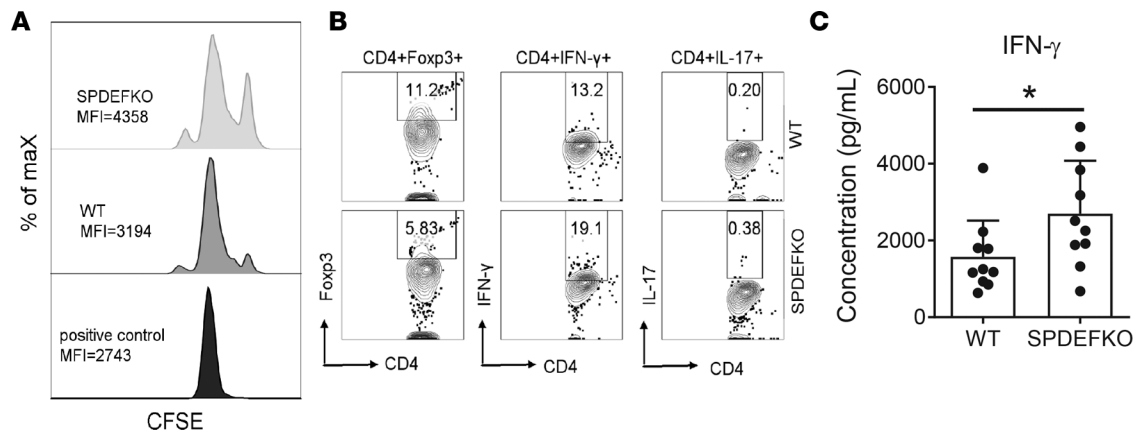 A
SPDEFKO
MFI=4358
WT
MFI=3194
positive control
MFI=2743
% of maX
CFSE
B
CD4+Foxp3+
CD4+IFN-γ+
CD4+IL-17+
11.2
13.2
0.20
WT
5.83
19.1
0.38
SPDEFKO
Foxp3
CD4
IFN-γ
CD4
IL-17
CD4
C
IFN-γ
*
Concentration (pg/mL)
6000
4000
2000
0
WT
SPDEFKO